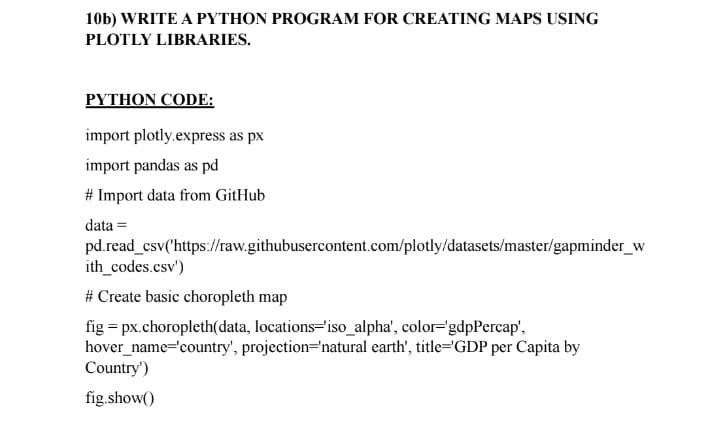 10b) WRITE A PYTHON PROGRAM FOR CREATING MAPS USING
PLOTLY LIBRARIES.
PYTHON CODE:
import plotly.express as px
import pandas as pd
# Import data from GitHub
data =
pd.read_csv('https://raw.githubusercontent.com/plotly/datasets/master/gapminder_w
ith_codes.csv')
# Create basic choropleth map
fig = px.choropleth(data, locations='iso_alpha', color='gdpPercap',
hover_name='country', projection='natural earth', title='GDP per Capita by
Country')
fig.show()